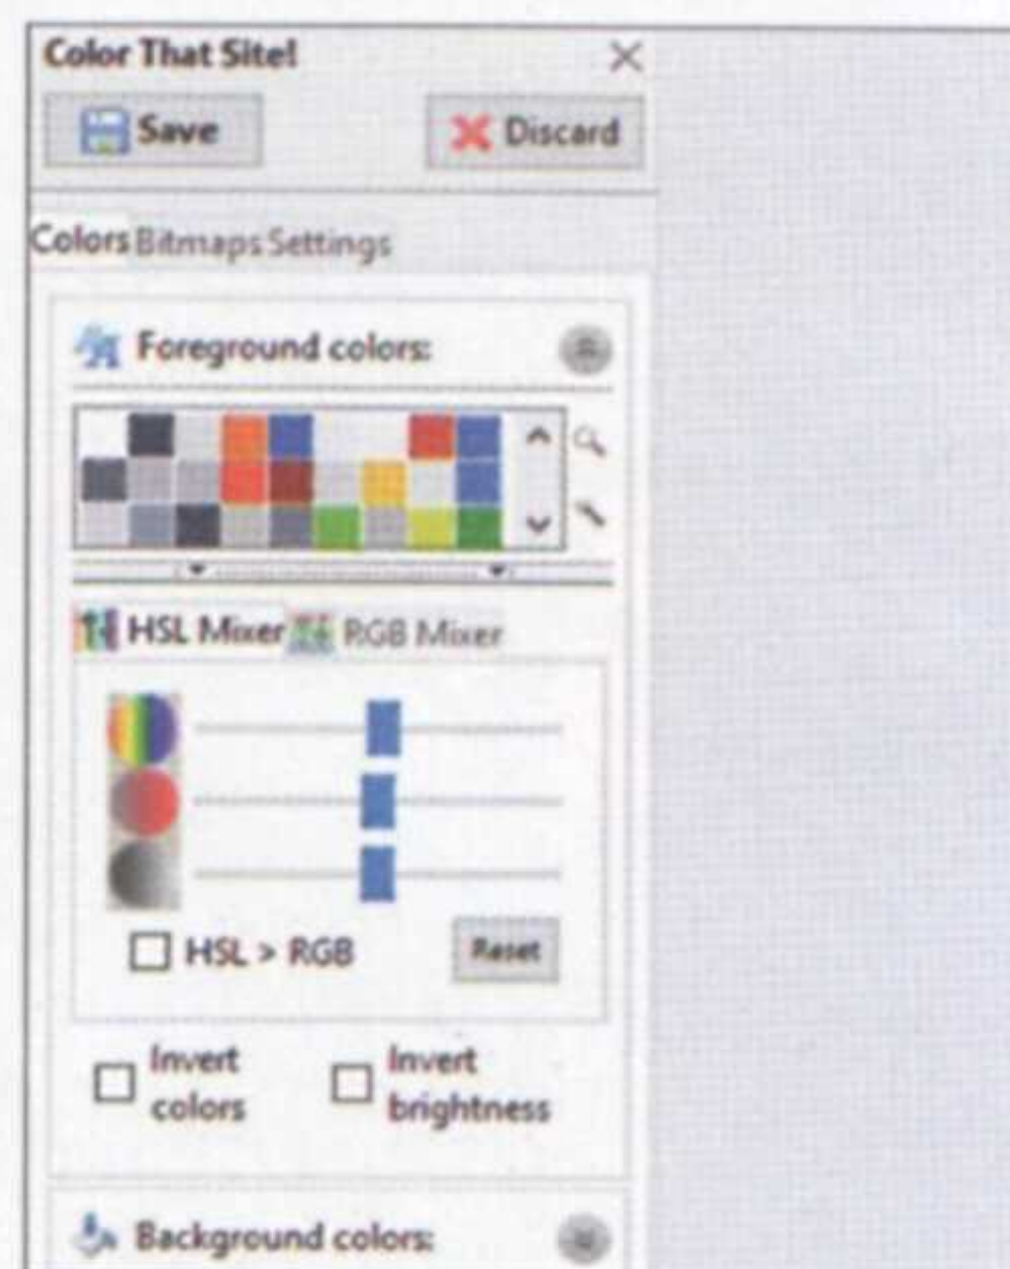 Color That Site!
Save Discard
Colors Bitmaps Settings
Foreground colors:
HSL Mixer RGB Mixer
HSL > RGB Reset
Invert colors
Invert brightness
Background colors: